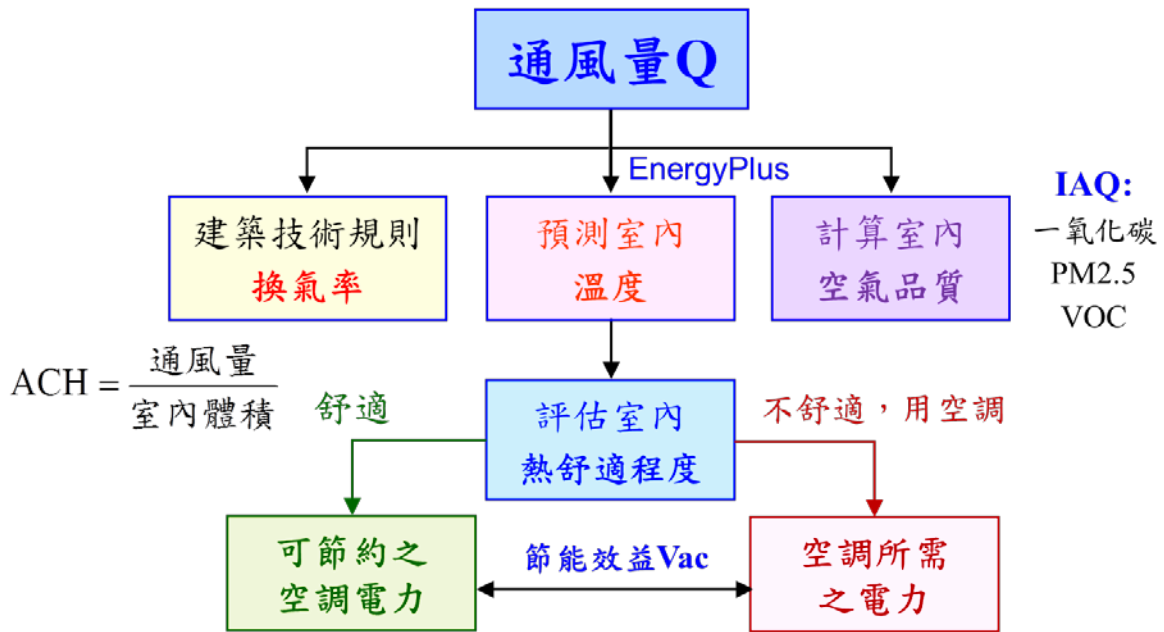 通風量Q
EnergyPlus
建築技術規則
換氣率
預測室內
溫度
計算室內
空氣品質
IAQ:
一氧化碳
PM2.5
VOC
ACH = 通風量
室內體積
舒適
評估室內
熱舒適程度
不舒適，用空調
可節約之
空調電力
節能效益Vac
空調所需
之電力